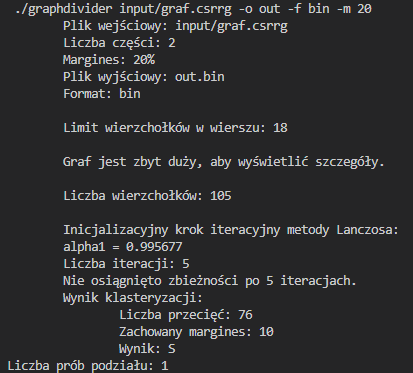 ./graphdivider input/graf.csrrg -o out -f bin -m 20
Plik wejściowy: input/graf.csrrg
Liczba części: 2
Margines: 20%
Plik wyjściowy: out.bin
Format: bin
Limit wierzchołków w wierszu: 18
Graf jest zbyt duży, aby wyświetlić szczegóły.
Liczba wierzchołków: 105
Inicjalizacyjny krok iteracyjny metody Lanczosa:
alpha1 = 0.995677
Liczba iteracji: 5
Nie osiągnięto zbieżności po 5 iteracjach.
Wynik klasteryzacji:
Liczba przecięć: 76
Zachowany margines: 10
Wynik: S
Liczba prób podziału: 1